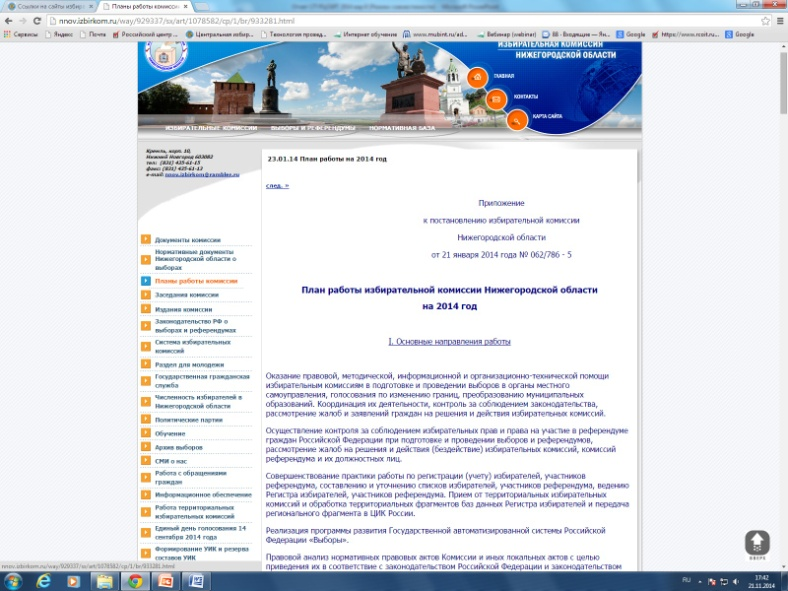 Ссылки на сайты избир...
Планы работы комиссии...
nnov.izbirkom.ru/way/929337/sx/art/1078582/cp/1/br/933281.html
Сервисы Яндекс Почта Российский центр ... Центральная избир... Технология провед... Интернет обучение www.mubint.ru/ad... Вебинар (webinar) (88 - Входящие — Ян... Google https://www.rosit.ru... Google
ИЗБИРАТЕЛЬНАЯ КОМИССИЯ
НИЖЕГОРОДСКОЙ ОБЛАСТИ
ГЛАВНАЯ
КОНТАКТЫ
КАРТА САЙТА
ИЗБИРАТЕЛЬНЫЕ КОМИССИИ ВЫБОРЫ И РЕФЕРЕНДУМЫ НОРМАТИВНАЯ БАЗА
Кремль, корп. 10,
Нижний Новгород 603082
тел: (831) 439-61-15
факс: (831) 439-61-13
e-mail: nnov.izbirkom@rambler.ru
Документы комиссии
Нормативные документы
Нижегородской области о
выборах
Планы работы комиссии
Заседания комиссии
Издания комиссии
Законодательство РФ о
выборах и референдумах
Система избирательных
комиссий
Раздел для молодежи
Государственная гражданская
служба
Численность избирателей в
Нижегородской области
Политические партии
Обучение
Архив выборов
СМИ о нас
Работа с обращениями
граждан
Информационное обеспечение
Работа территориальных
избирательных комиссий
Единый день голосования 14
сентября 2014 года
Формирование УИК и резерва
составов УИК
23.01.14 План работы на 2014 год
след. »
Приложение
к постановлению избирательной комиссии
Нижегородской области
от 21 января 2014 года № 062/786 - 5
План работы избирательной комиссии Нижегородской области
на 2014 год
I. Основные направления работы
Оказание правовой, методической, информационной и организационно-технической помощи
избирательным комиссиям в подготовке и проведении выборов в органы местного
самоуправления, голосования по изменению границ, преобразованию муниципальных
образований. Координация их деятельности, контроль за соблюдением законодательства,
рассмотрение жалоб и заявлений граждан на решения и действия избирательных комиссий.
Осуществление контроля за соблюдением избирательных прав и права на участие в референдуме
граждан Российской Федерации при подготовке и проведении выборов и референдумов,
рассмотрение жалоб на решения и действия (бездействие) избирательных комиссий, комиссий
референдума и их должностных лиц.
Совершенствование практики работы по регистрации (учету) избирателей, участников
референдума, составлению и уточнению списков избирателей, участников референдума, ведению
Регистра избирателей, участников референдума. Прием от территориальных избирательных
комиссий и обработка территориальных фрагментов баз данных Регистра избирателей и передача
регионального фрагмента в ЦИК России.
Реализация программы развития Государственной автоматизированной системы Российской
Федерации «Выборы».
Правовой анализ нормативных правовых актов Комиссии и иных локальных актов с целью
приведения их в соответствие с законодательством Российской Федерации и законодательством
ВВЕРХ
nnov.izbirkom.ru/way/929337/sx/art/1078582/cp/1/br/933281.html
RU
17:42
21.11.2014